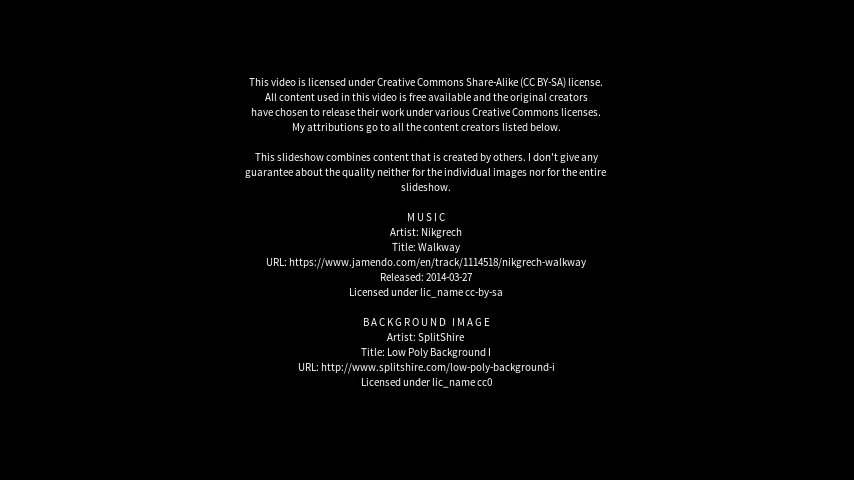 This video is licensed under Creative Commons Share-Alike (CC BY-SA) license.
All content used in this video is free available and the original creators
have chosen to release their work under various Creative Commons licenses.
My attributions go to all the content creators listed below.
This slideshow combines content that is created by others. I don't give any
guarantee about the quality neither for the individual images nor for the entire
slideshow.
MUSIC
Artist: Nikgrech
Title: Walkway
URL: https://www.jamendo.com/en/track/1114518/nikgrech-walkway
Released: 2014-03-27
Licensed under lic_name cc-by-sa
BACKGROUND IMAGE
Artist: SplitShire
Title: Low Poly Background I
URL: http://www.splitshire.com/low-poly-background-i
Licensed under lic_name cc0